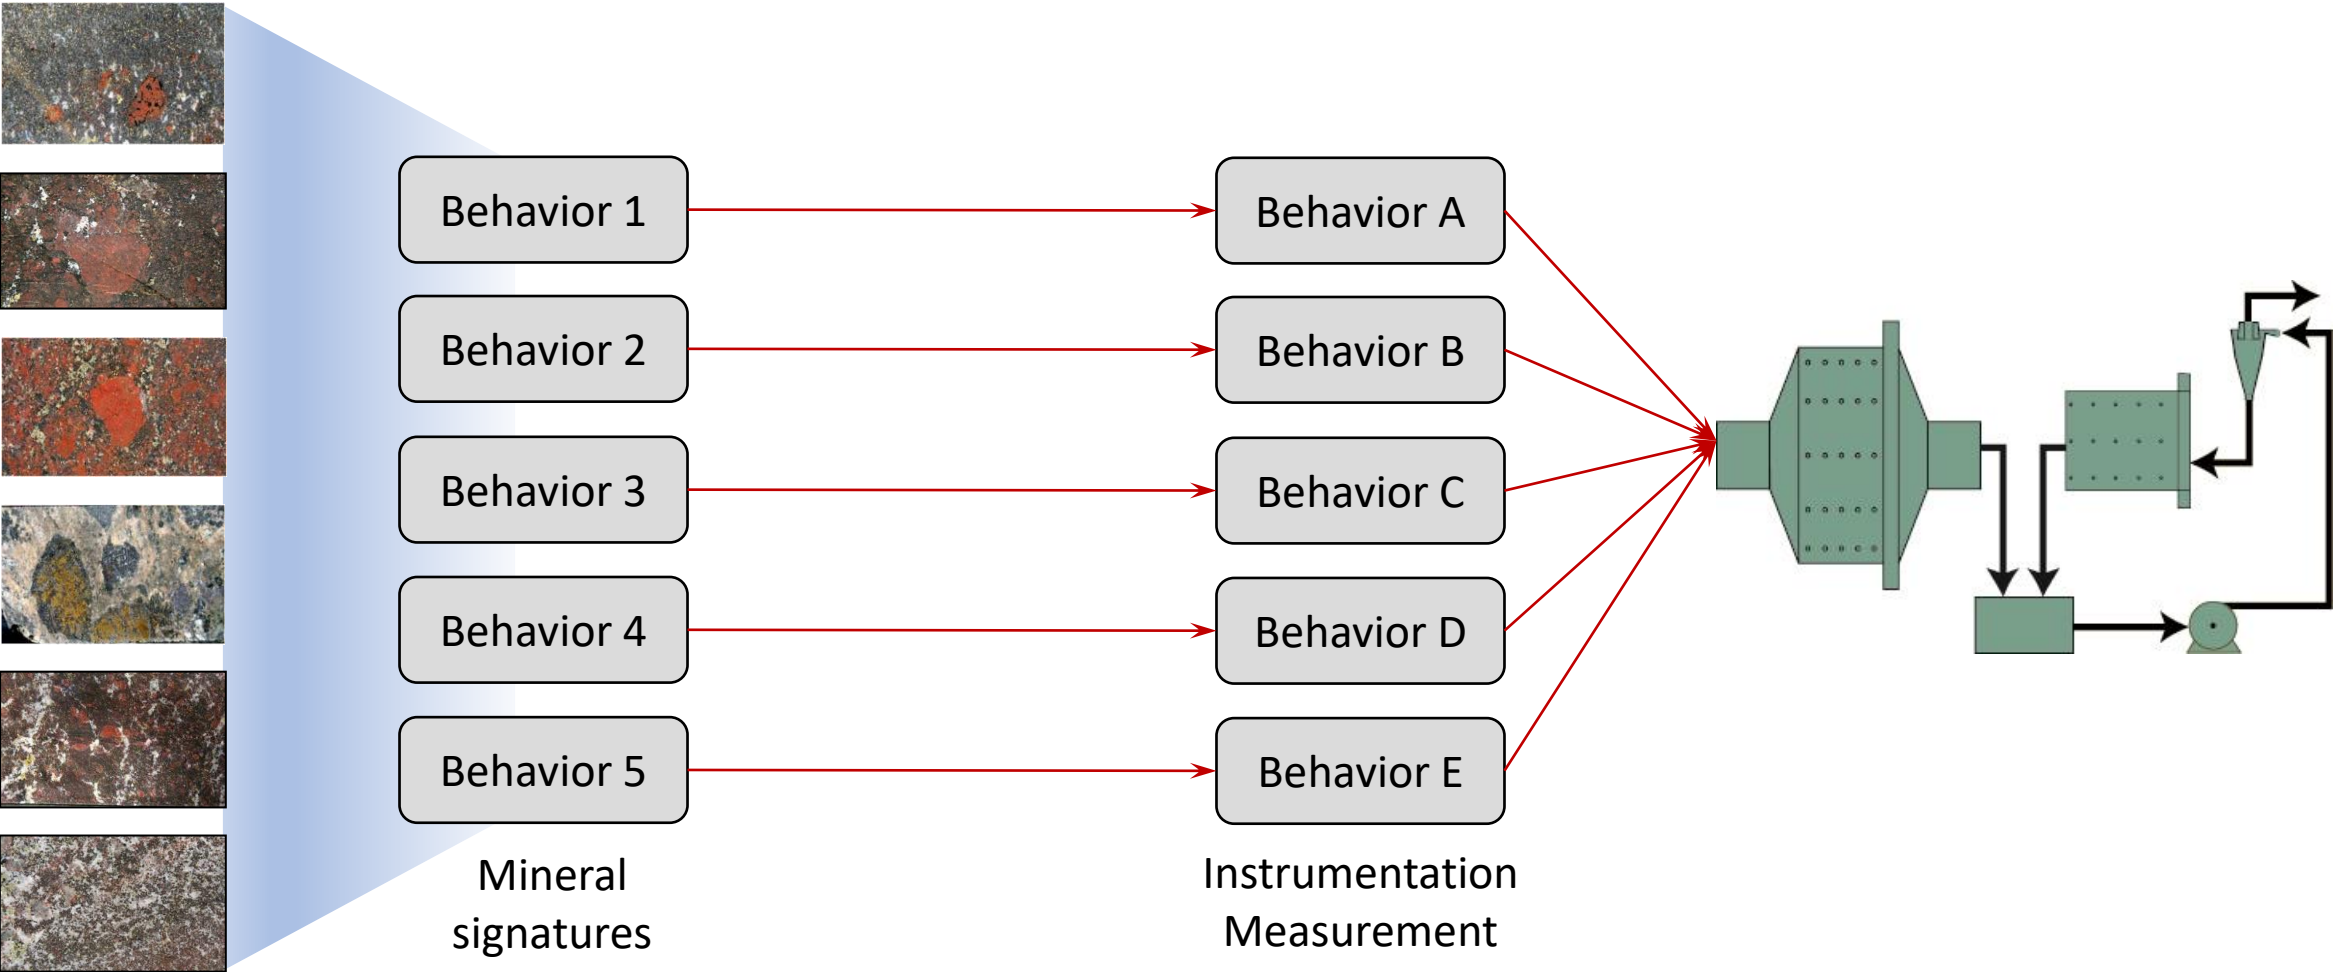 Behavior 1
Behavior A
Behavior 2
Behavior B
Behavior 3
Behavior C
Behavior 4
Behavior D
Behavior 5
Behavior E
Mineral
signatures
Instrumentation
Measurement